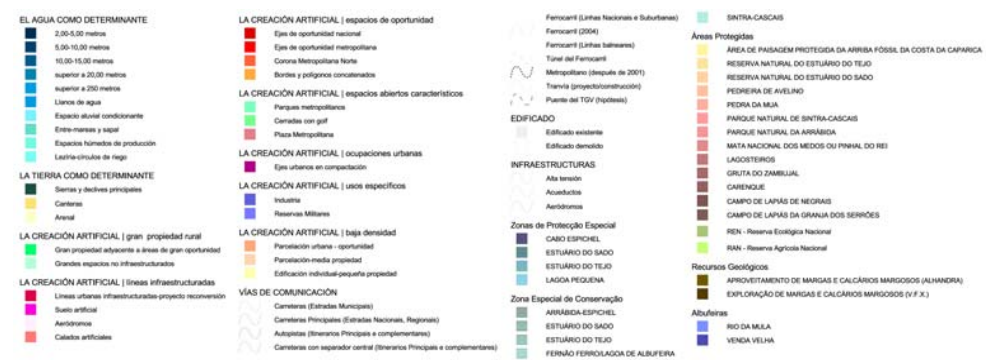 EL AGUA COMO DETERMINANTE
2,00-5,00 metros
5,00-10,00 metros
10,00-15,00 metros
superior a 20,00 metros
superior a 250 metros
Llanos de agua
Espacio aluvial condicionante
Entre-mareas y sapal
Espacios húmedos de producción
Lezíria-círculos de riego
LA TIERRA COMO DETERMINANTE
Sierras y declives principales
Canteras
Arenal
LA CREACIÓN ARTIFICIAL | gran propiedad rural
Gran propiedad adyacente a áreas de gran oportunidad
Grandes espacios no infraestructurados
LA CREACIÓN ARTIFICIAL | líneas infraestructuradas
Líneas urbanas infraestructuradas-proyecto reconversión
Suelo artificial
Aeródromos
Calados artificiales
LA CREACIÓN ARTIFICIAL | espacios de oportunidad
Ejes de oportunidad nacional
Ejes de oportunidad metropolitana
Corona Metropolitana Norte
Bordes y polígonos concatenados
LA CREACIÓN ARTIFICIAL | espacios abiertos característicos
Parques metropolitanos
Cerradas con golf
Plaza Metropolitana
LA CREACIÓN ARTIFICIAL | ocupaciones urbanas
Ejes urbanos en compactación
LA CREACIÓN ARTIFICIAL | usos específicos
Industria
Reservas Militares
LA CREACIÓN ARTIFICIAL | baja densidad
Parcelación urbana - oportunidad
Parcelación-media propiedad
Edificación individual-pequeña propiedad
VÍAS DE COMUNICACIÓN
Carreteras (Estradas Municipais)
Carreteras Principales (Estradas Nacionais, Regionais)
Autopistas (Itinerarios Principais e complementares)
Carreteras con separador central (Itinerarios Principais e complementares)
Ferrocarril (Linhas Nacionais e Suburbanas)
Ferrocarril (2004)
Ferrocarril (Linhas balneares)
Túnel del Ferrocarril
Metropolitano (después de 2001)
Tranvía (proyecto/construcción)
Puente del TGV (hipótesis)
EDIFICADO
Edificado existente
Edificado demolido
INFRAESTRUCTURAS
Alta tensión
Acueductos
Aeródromos
Zonas de Protecção Especial
CABO ESPICHEL
ESTUÁRIO DO SADO
ESTUÁRIO DO TEJO
LAGOA PEQUENA
Zona Especial de Conservação
ARRÁBIDA-ESPICHEL
ESTUÁRIO DO SADO
ESTUÁRIO DO TEJO
FERNÃO FERRO/LAGOA DE ALBUFEIRA
SINTRA-CASCAIS
Áreas Protegidas
ÁREA DE PAISAGEM PROTEGIDA DA ARRIBA FÓSSIL DA COSTA DA CAPARICA
RESERVA NATURAL DO ESTUÁRIO DO TEJO
RESERVA NATURAL DO ESTUÁRIO DO SADO
PEDREIRA DE AVELINO
PEDRA DA MUA
PARQUE NATURAL DE SINTRA-CASCAIS
PARQUE NATURAL DA ARRÁBIDA
MATA NACIONAL DOS MEDOS OU PINHAL DO REI
LAGOSTEIROS
GRUTA DO ZAMBUJAL
CARENQUE
CAMPO DE LAPIÁS DE NEGRAIS
CAMPO DE LAPIÁS DA GRANJA DOS SERRÕES
REN - Reserva Ecológica Nacional
RAN - Reserva Agrícola Nacional
Recursos Geológicos
APROVEITAMENTO DE MARGAS E CALCÁRIOS MARGOSOS (ALHANDRA)
EXPLORAÇÃO DE MARGAS E CALCÁRIOS MARGOSOS (V.F.X.)
Albufeiras
RIO DA MULA
VENDA VELHA